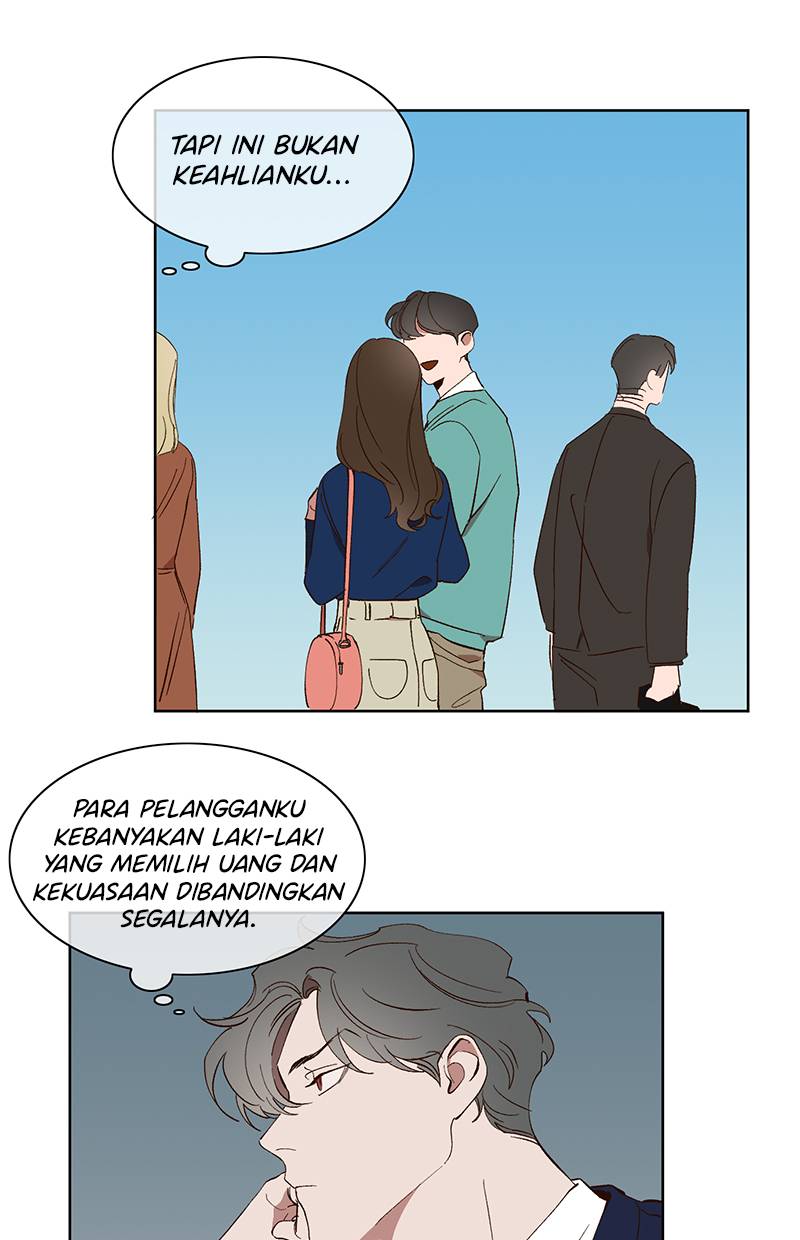 TAPI INI BUKAN
KEAHLIANKU...
PARA PELANGGANKU
KEBANYAKAN LAKI-LAKI
YANG MEMILIH UANG DAN
KEKUASAAN DIBANDINGKAN
SEGALANYA.